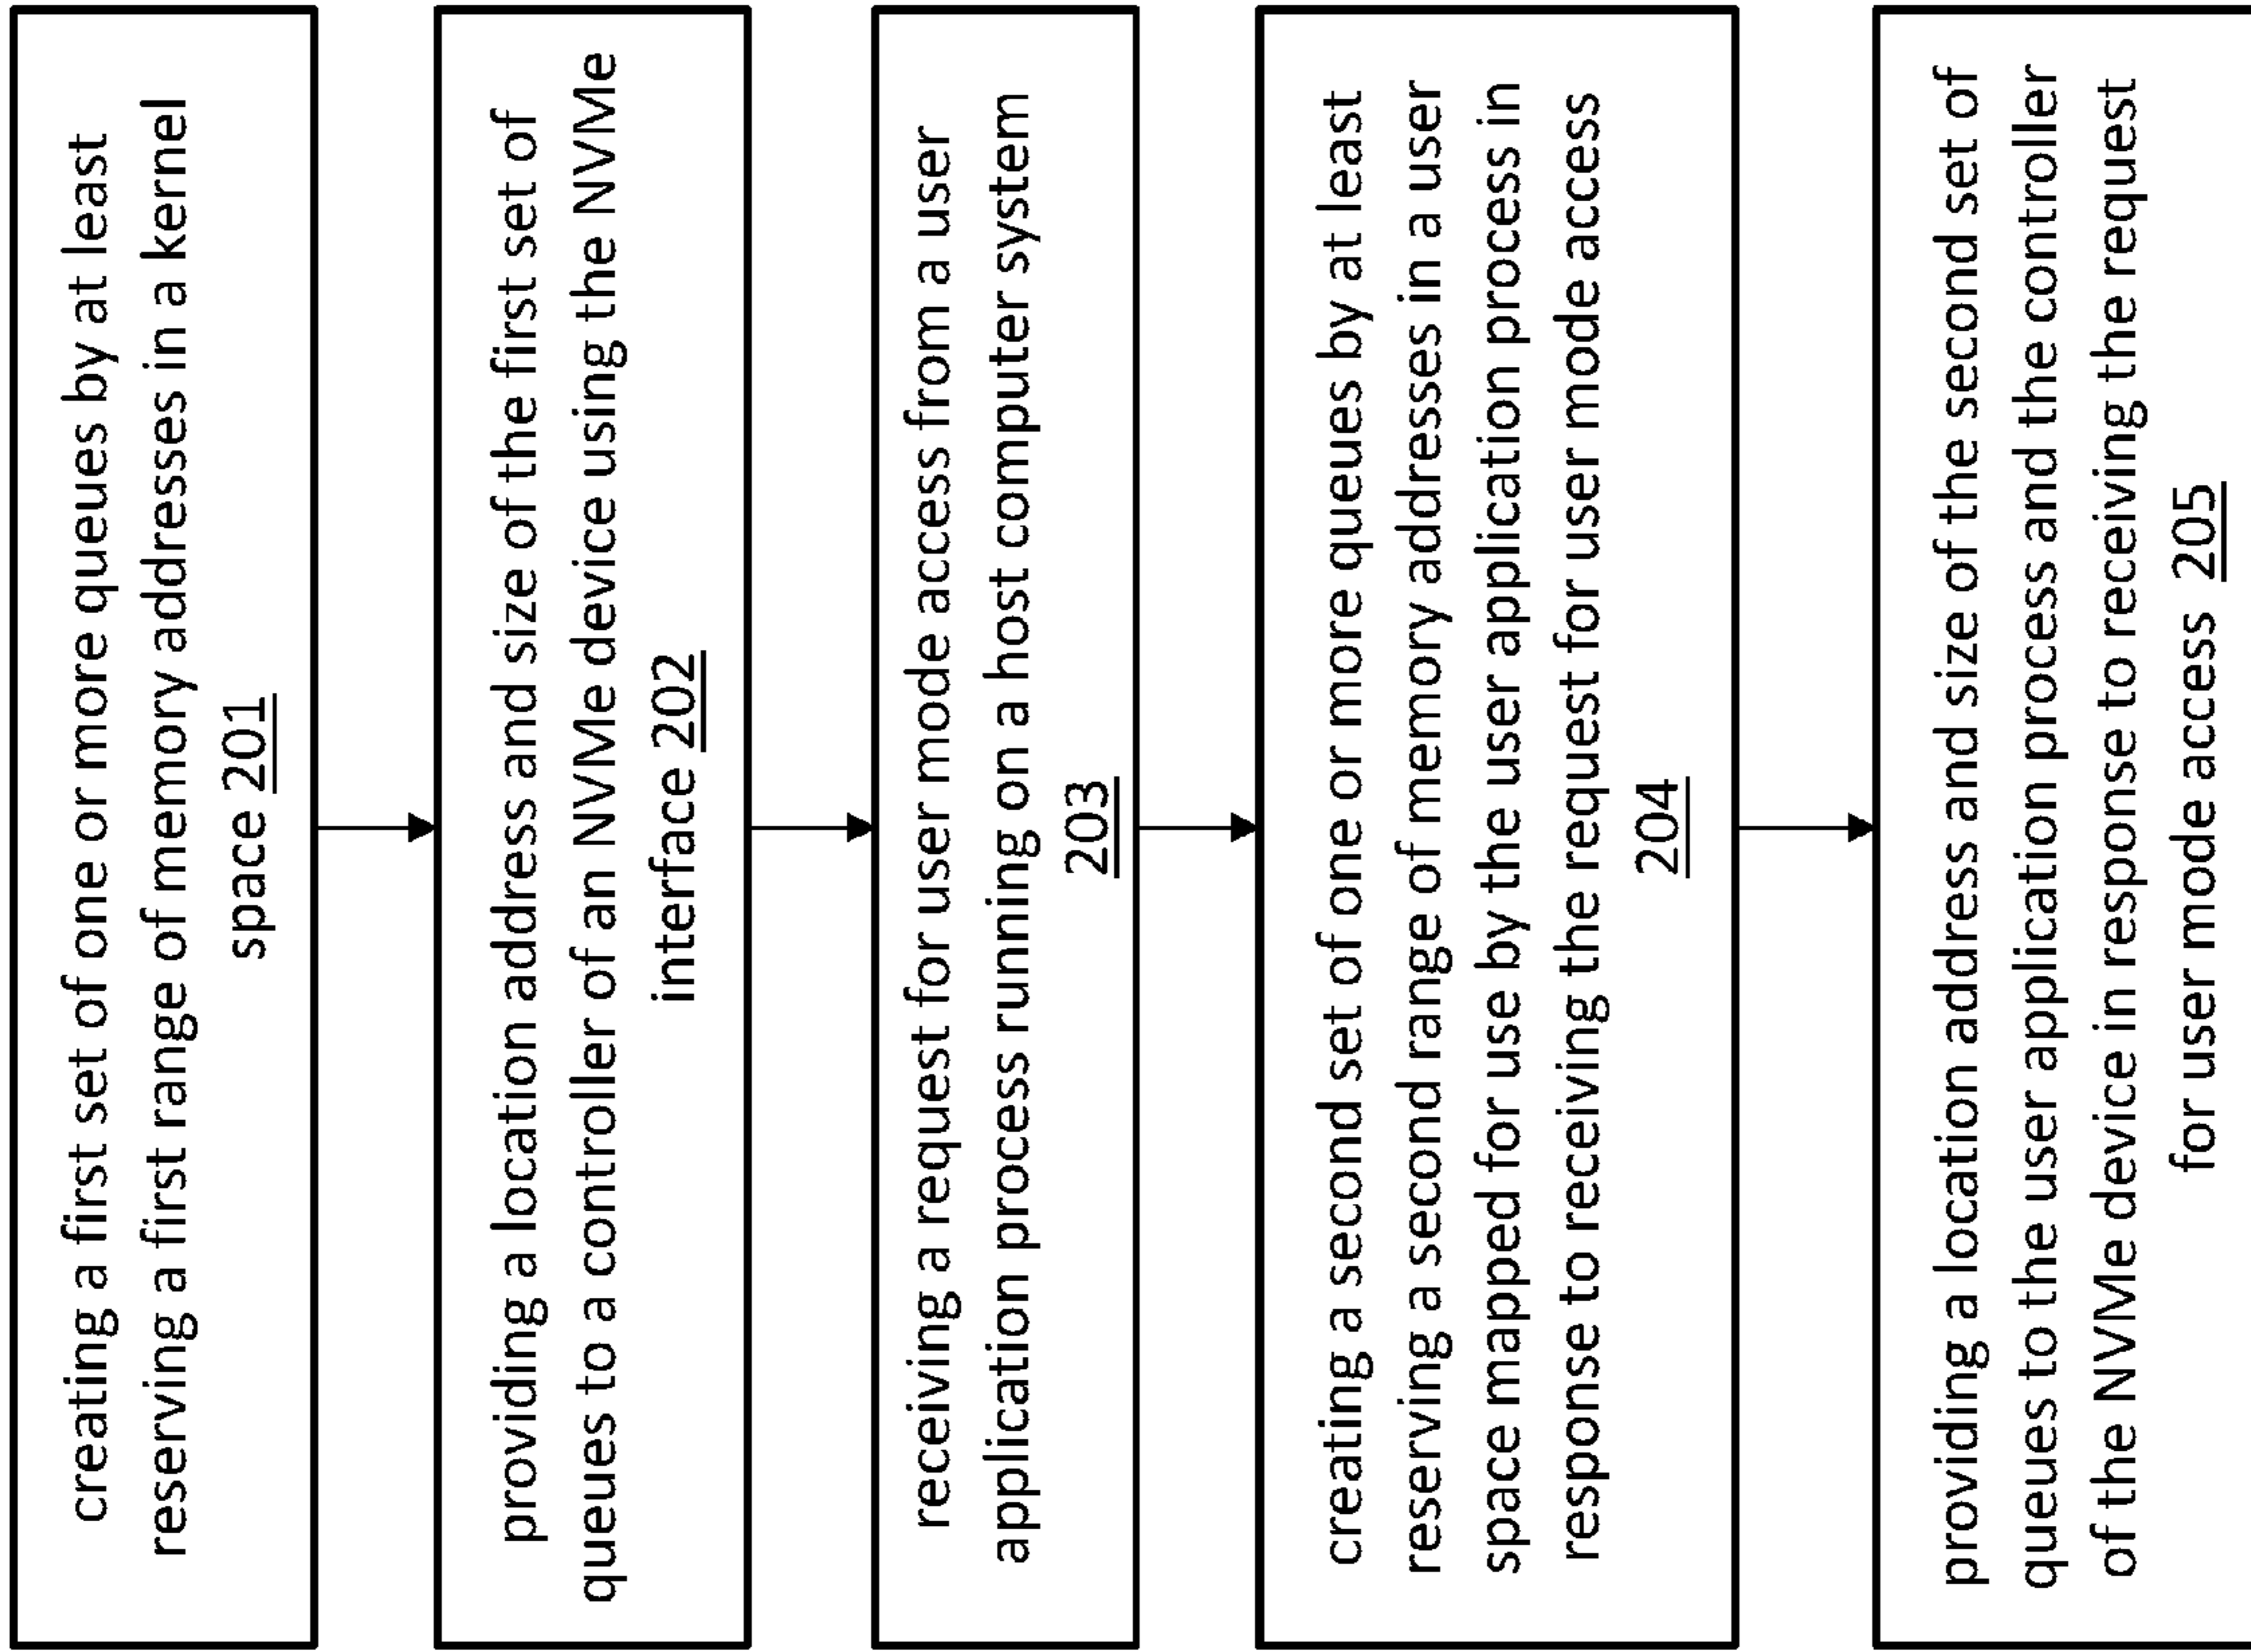 creating a first set of one or more queues by at least
reserving a first range of memory addresses in a kernel
space 201
providing a location address and size of the first set of
queues to a controller of an NVMe device using the NVMe
interface 202
receiving a request for user mode access from a user
application process running on a host computer system
203
creating a second set of one or more queues by at least
reserving a second range of memory addresses in a user
space mapped for use by the user application process in
response to receiving the request for user mode access
204
providing a location address and size of the second set of
queues to the user application process and the controller
of the NVMe device in response to receiving the request
for user mode access 205